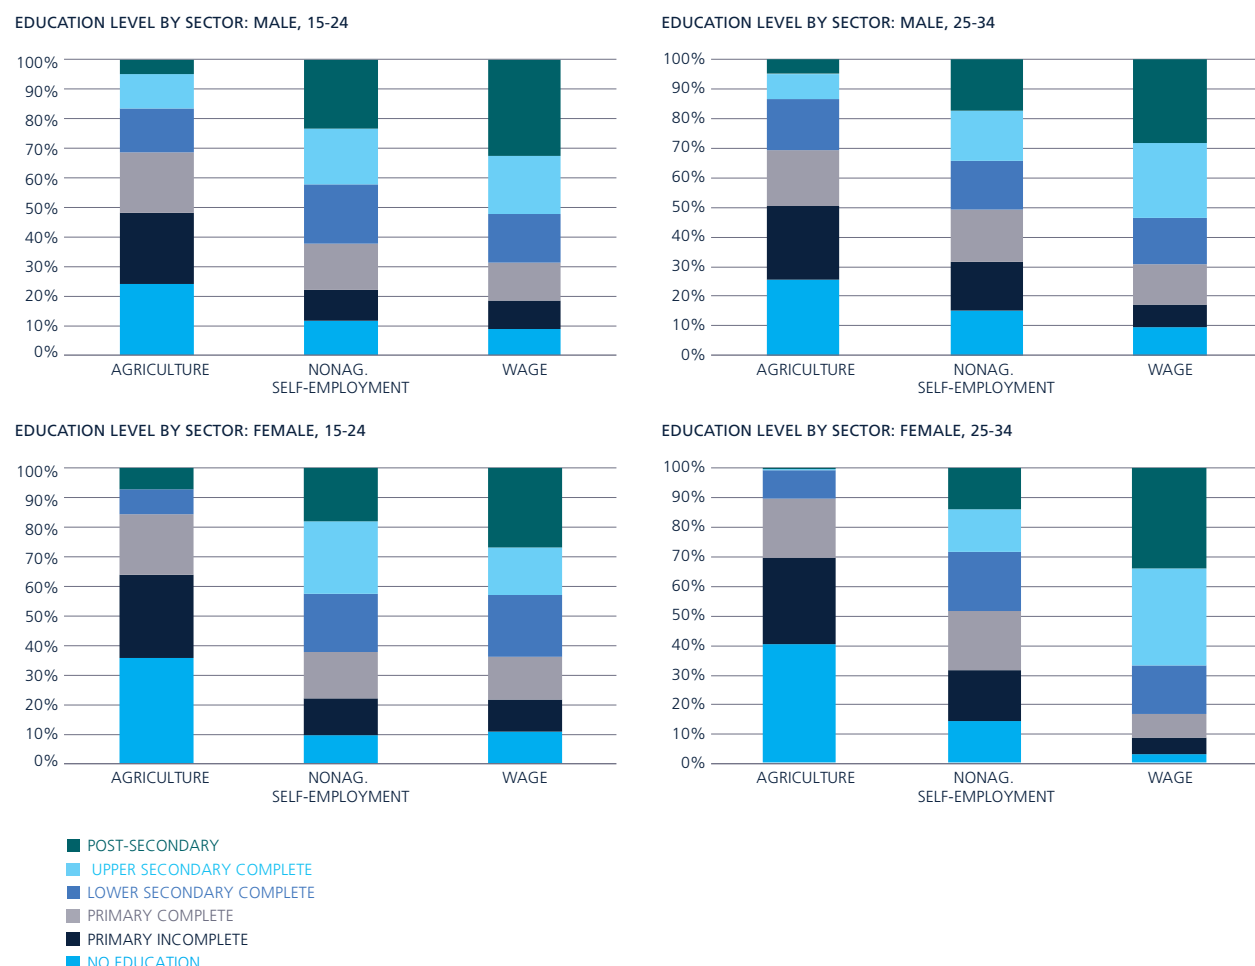 EDUCATION LEVEL BY SECTOR: MALE, 15-24
100%
90%
80%
70%
60%
50%
40%
30%
20%
10%
0%
AGRICULTURE
NONAG.
SELF-EMPLOYMENT
WAGE
EDUCATION LEVEL BY SECTOR: MALE, 25-34
100%
90%
80%
70%
60%
50%
40%
30%
20%
10%
0%
AGRICULTURE
NONAG.
SELF-EMPLOYMENT
WAGE
EDUCATION LEVEL BY SECTOR: FEMALE, 15-24
100%
90%
80%
70%
60%
50%
40%
30%
20%
10%
0%
AGRICULTURE
NONAG.
SELF-EMPLOYMENT
WAGE
EDUCATION LEVEL BY SECTOR: FEMALE, 25-34
100%
90%
80%
70%
60%
50%
40%
30%
20%
10%
0%
AGRICULTURE
NONAG.
SELF-EMPLOYMENT
WAGE
POST-SECONDARY
UPPER SECONDARY COMPLETE
LOWER SECONDARY COMPLETE
PRIMARY COMPLETE
PRIMARY INCOMPLETE
NO EDUCATION